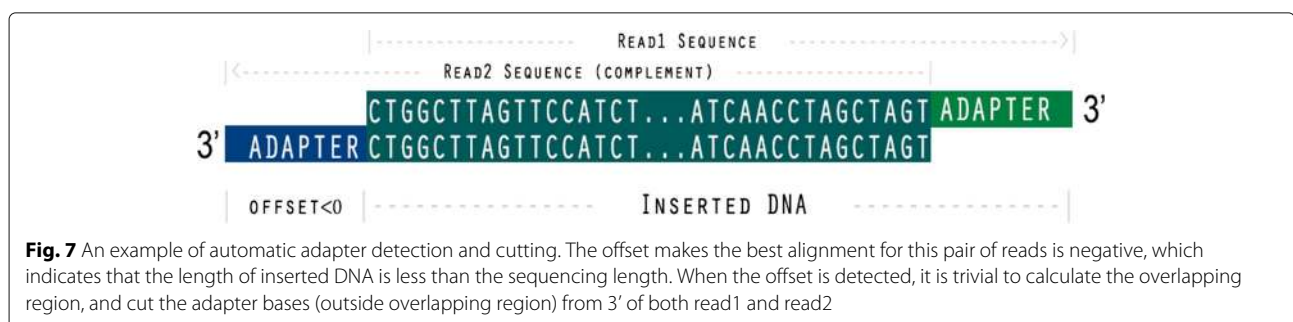 READ1 SEQUENCE
READ2 SEQUENCE (COMPLEMENT)
CTGGCTTAGTTCCATCT...ATCAACCTAGCTAGT ADAPTER 3'
3' ADAPTER CTGGCTTAGTTCCATCT...ATCAACCTAGCTAGT
OFFSET<0 INSERTED DNA
Fig. 7 An example of automatic adapter detection and cutting. The offset makes the best alignment for this pair of reads is negative, which
indicates that the length of inserted DNA is less than the sequencing length. When the offset is detected, it is trivial to calculate the overlapping
region, and cut the adapter bases (outside overlapping region) from 3’ of both read1 and read2